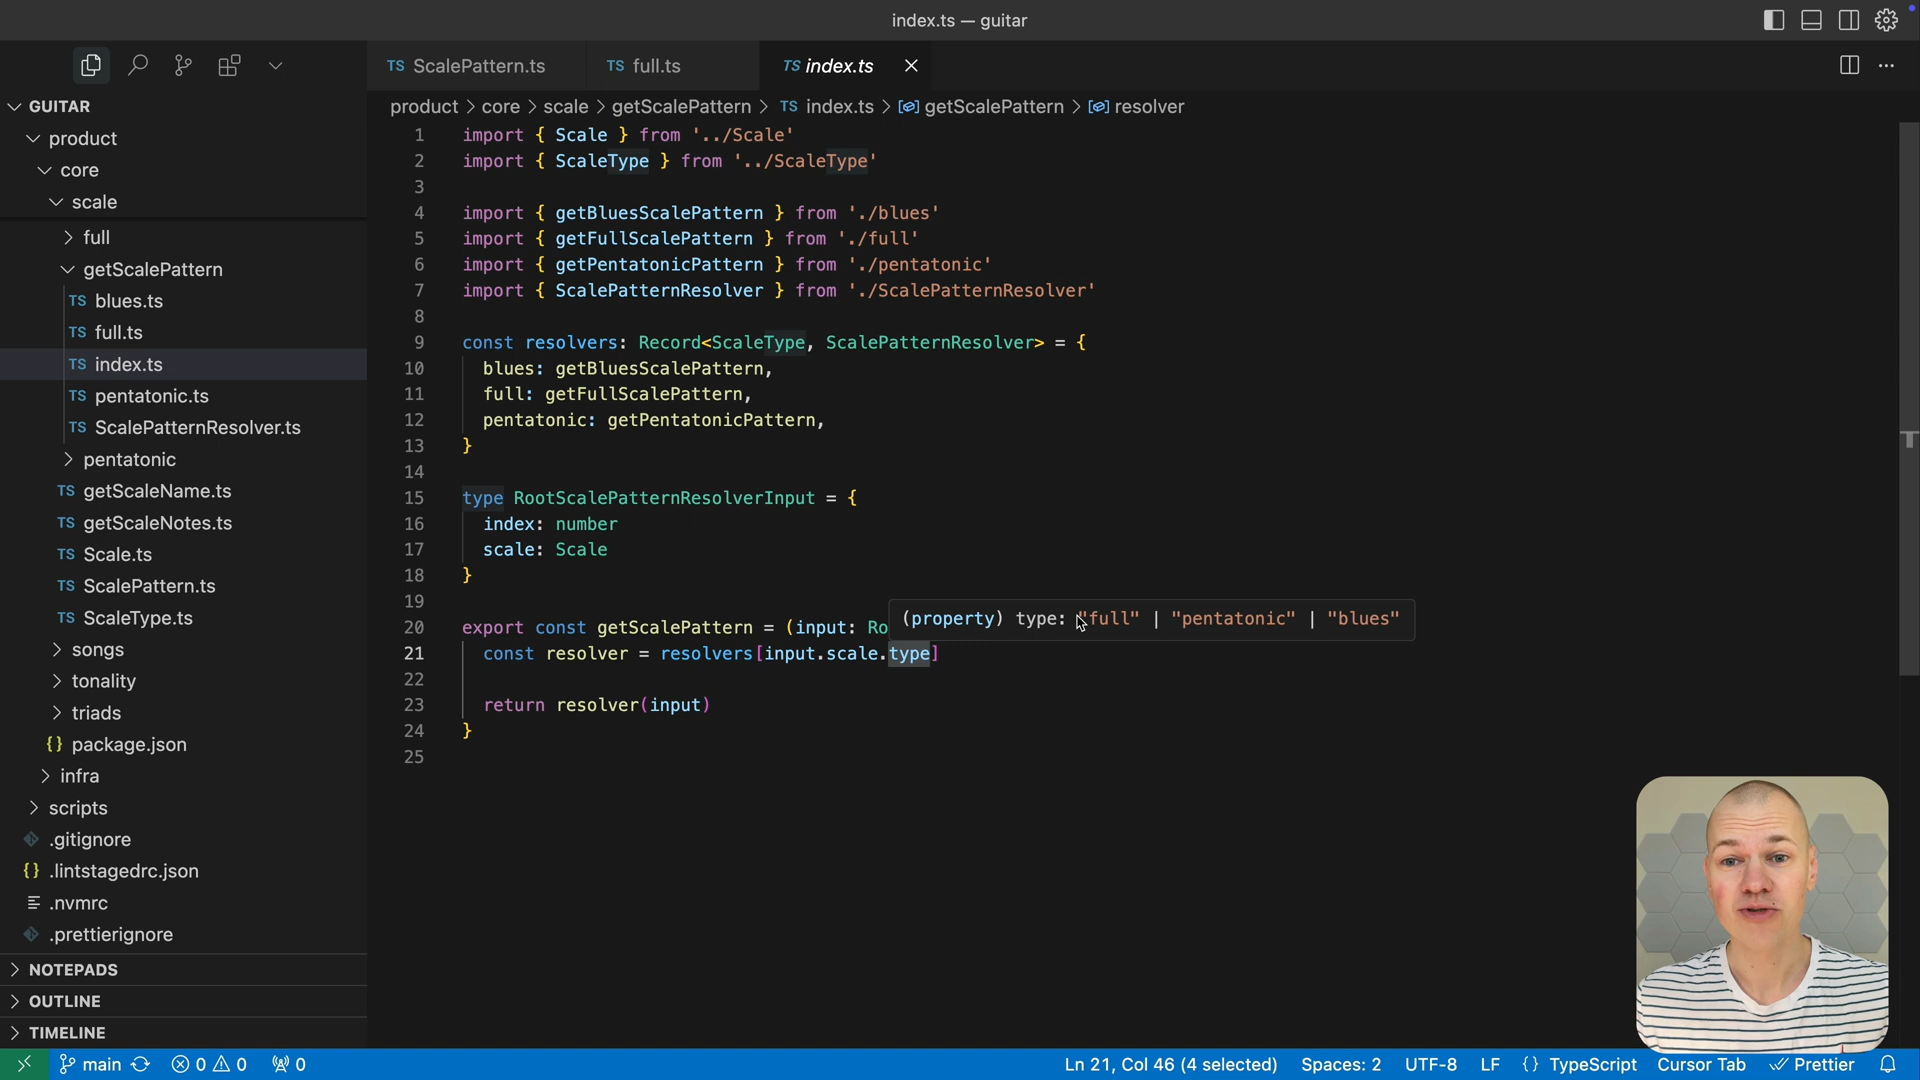 index.ts — guitar
TS ScalePattern.ts
TS full.ts
TS index.ts
GUITAR
product
core
scale
full
getScalePattern
TS blues.ts
TS full.ts
TS index.ts
TS pentatonic.ts
TS ScalePatternResolver.ts
pentatonic
TS getScaleName.ts
TS getScaleNotes.ts
TS Scale.ts
TS ScalePattern.ts
TS ScaleType.ts
songs
tonality
triads
{} package.json
infra
scripts
.gitignore
{} .lintstagedrc.json
.nvmrc
.prettierignore
NOTEPADS
OUTLINE
TIMELINE
product > core > scale > getScalePattern > TS index.ts > getScalePattern > resolver
1 import { Scale } from '../Scale'
2 import { ScaleType } from '../ScaleType'
3
4 import { getBluesScalePattern } from './blues'
5 import { getFullScalePattern } from './full'
6 import { getPentatonicPattern } from './pentatonic'
7 import { ScalePatternResolver } from './ScalePatternResolver'
8
9 const resolvers: Record<ScaleType, ScalePatternResolver> = {
10 blues: getBluesScalePattern,
11 full: getFullScalePattern,
12 pentatonic: getPentatonicPattern,
13 }
14
15 type RootScalePatternResolverInput = {
16 index: number
17 scale: Scale
18 }
19
(property) type: "full" | "pentatonic" | "blues"
20 export const getScalePattern = (input: Ro
21 const resolver = resolvers[input.scale.type]
22
23 return resolver(input)
24 }
25
main 0 0 0 Ln 21, Col 46 (4 selected) Spaces: 2 UTF-8 LF {} TypeScript Cursor Tab Prettier